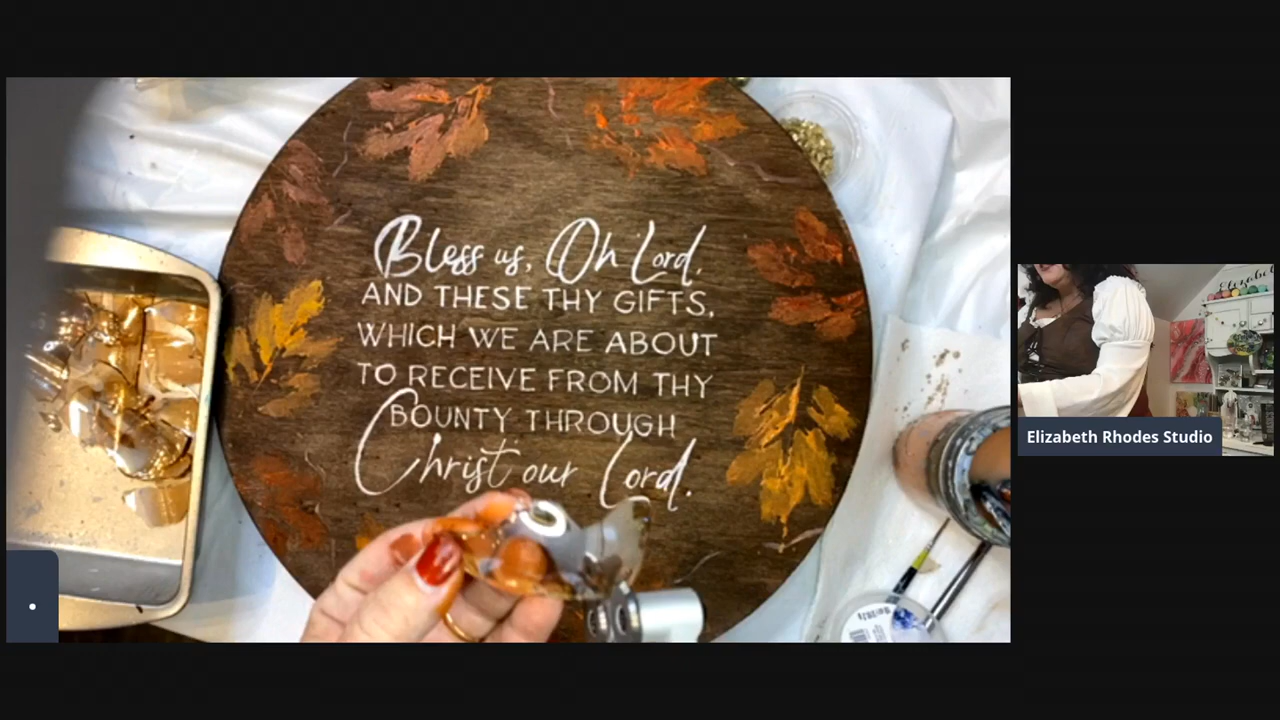 Bless us, Oh Lord,
AND THESE THY GIFTS,
WHICH WE ARE ABOUT
TO RECEIVE FROM THY
BOUNTY THROUGH
Christ our Lord.
Elizabeth Rhodes Studio